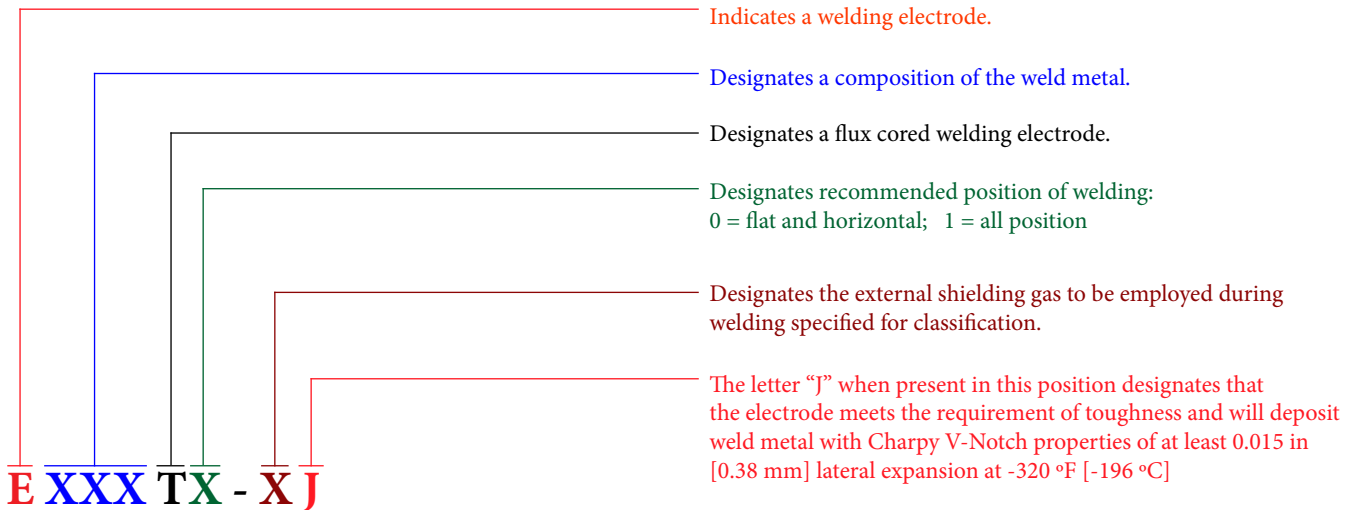 Indicates a welding electrode.
Designates a composition of the weld metal.
Designates a flux cored welding electrode.
Designates recommended position of welding:
0 = flat and horizontal;   1 = all position
Designates the external shielding gas to be employed during
welding specified for classification.
The letter “J” when present in this position designates that
the electrode meets the requirement of toughness and will deposit
weld metal with Charpy V-Notch properties of at least 0.015 in
[0.38 mm] lateral expansion at -320 ºF [-196 ºC]
E XXX T X - X J